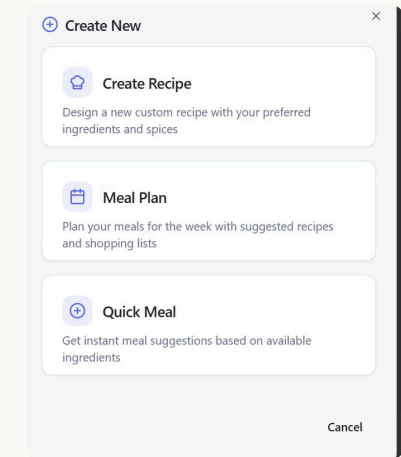 Create New
Create Recipe
Design a new custom recipe with your preferred
ingredients and spices
Meal Plan
Plan your meals for the week with suggested recipes
and shopping lists
Quick Meal
Get instant meal suggestions based on available
ingredients
Cancel